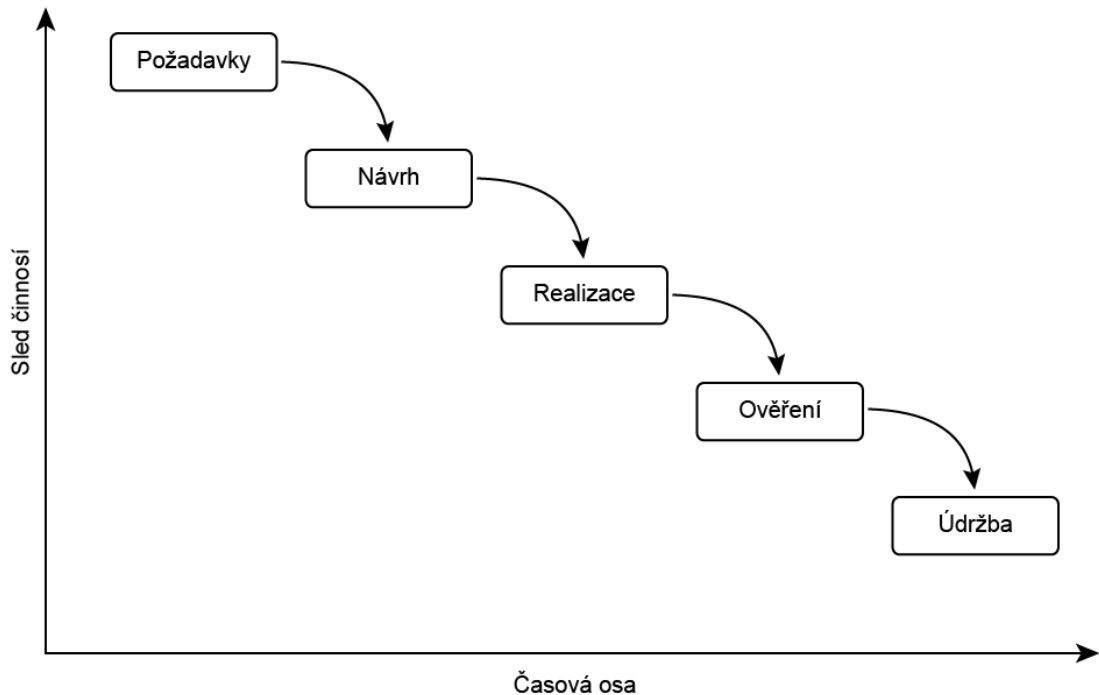 Požadavky
Návrh
Realizace
Ověření
Údržba
Sled činnosí
Časová osa